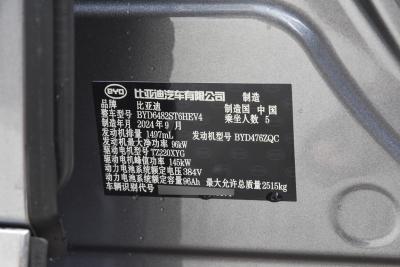 BYD 比亚迪汽车有限公司 制造
品牌 比亚迪 制造国 中国
整车型号 BYD6482ST6HEV4 乘坐人数 5
制造年月 2024年9月
发动机排量 1497mL 发动机型号 BYD476ZQC
发动机最大净功率 96kW
驱动电机型号 TZ220XYG
驱动电机峰值功率 145kW
动力电池系统额定电压 384V
动力电池系统额定容量 96Ah 最大允许总质量 2515kg
车辆识别代号